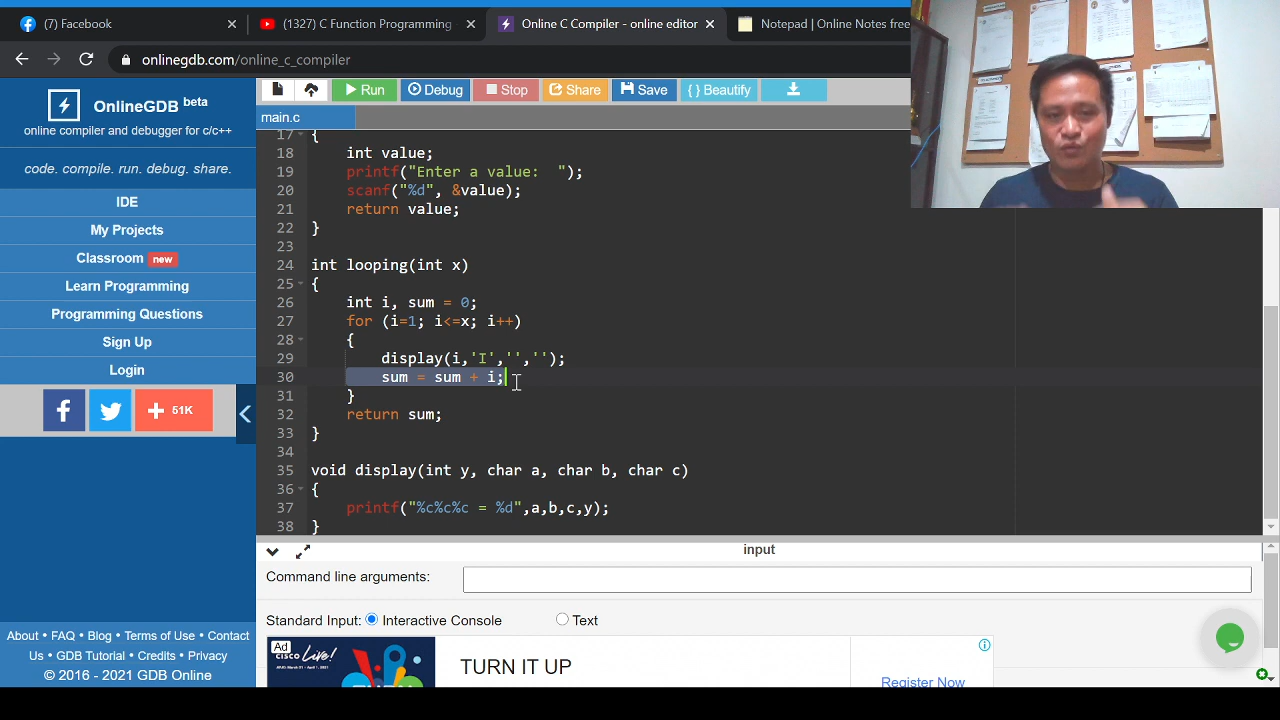 (7) Facebook
(1327) C Function Programming
Online C Compiler - online editor
Notepad | Online Notes free
onlinegdb.com/online_c_compiler
OnlineGDB beta
online compiler and debugger for c/c++
code. compile. run. debug. share.
IDE
My Projects
Classroom new
Learn Programming
Programming Questions
Sign Up
Login
51K
About • FAQ • Blog • Terms of Use • Contact
Us • GDB Tutorial • Credits • Privacy
© 2016 - 2021 GDB Online
Run Debug Stop Share Save { } Beautify
main.c
17 {
18 int value;
19 printf("Enter a value:  ");
20 scanf("%d", &value);
21 return value;
22 }
23
24 int looping(int x)
25 {
26 int i, sum = 0;
27 for (i=1; i<=x; i++)
28 {
29 display(i,'I','','');
30 sum = sum + i;
31 }
32 return sum;
33 }
34
35 void display(int y, char a, char b, char c)
36 {
37 printf("%c%c%c = %d",a,b,c,y);
38 }
input
Command line arguments:
Standard Input: Interactive Console Text
Ad
CISCO Live!
TURN IT UP
Register Now